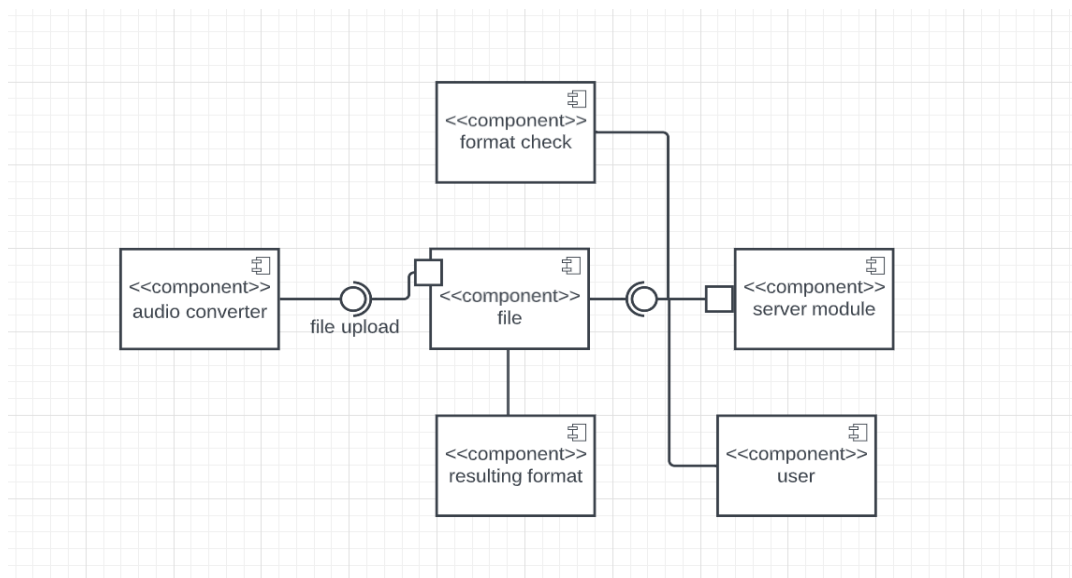 <<component>>
format check
<<component>>
audio converter
file upload
<<component>>
file
<<component>>
server module
<<component>>
resulting format
<<component>>
user